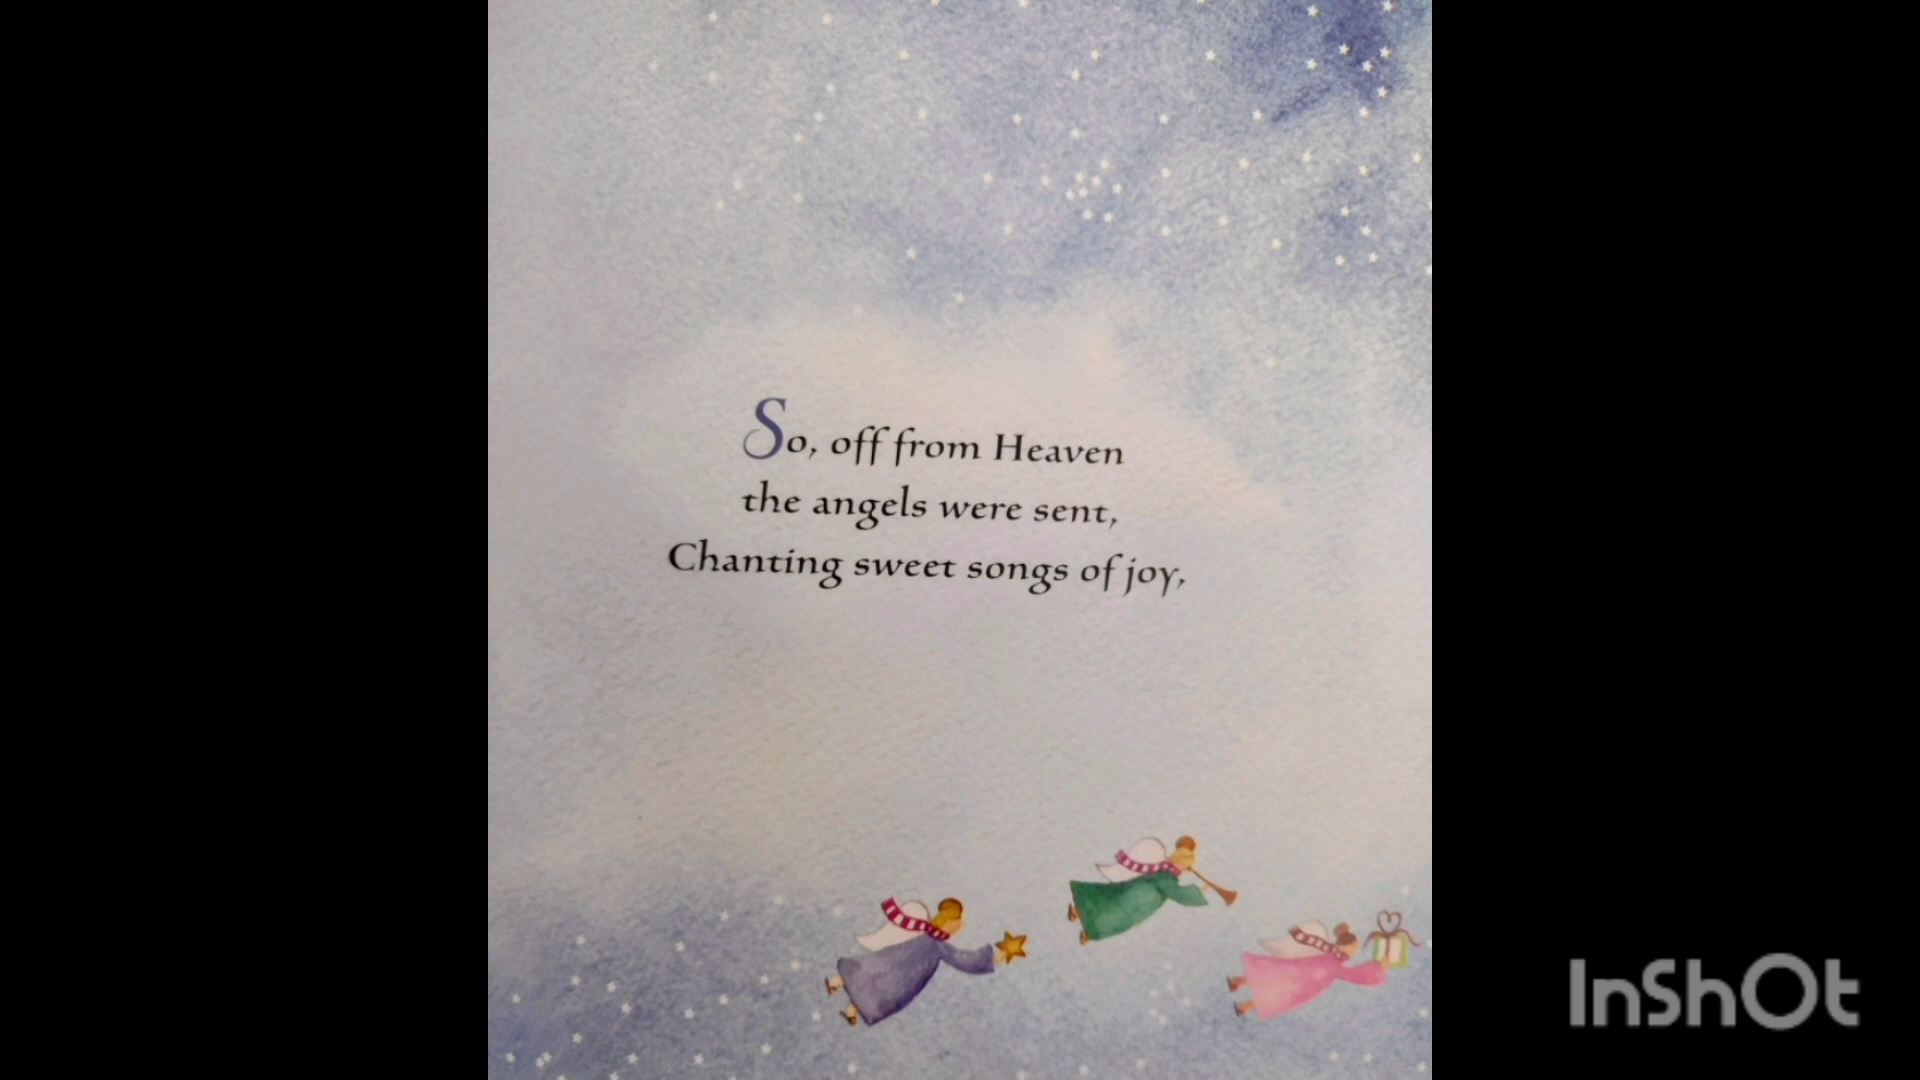 So, off from Heaven
the angels were sent,
Chanting sweet songs of joy,
InShOt